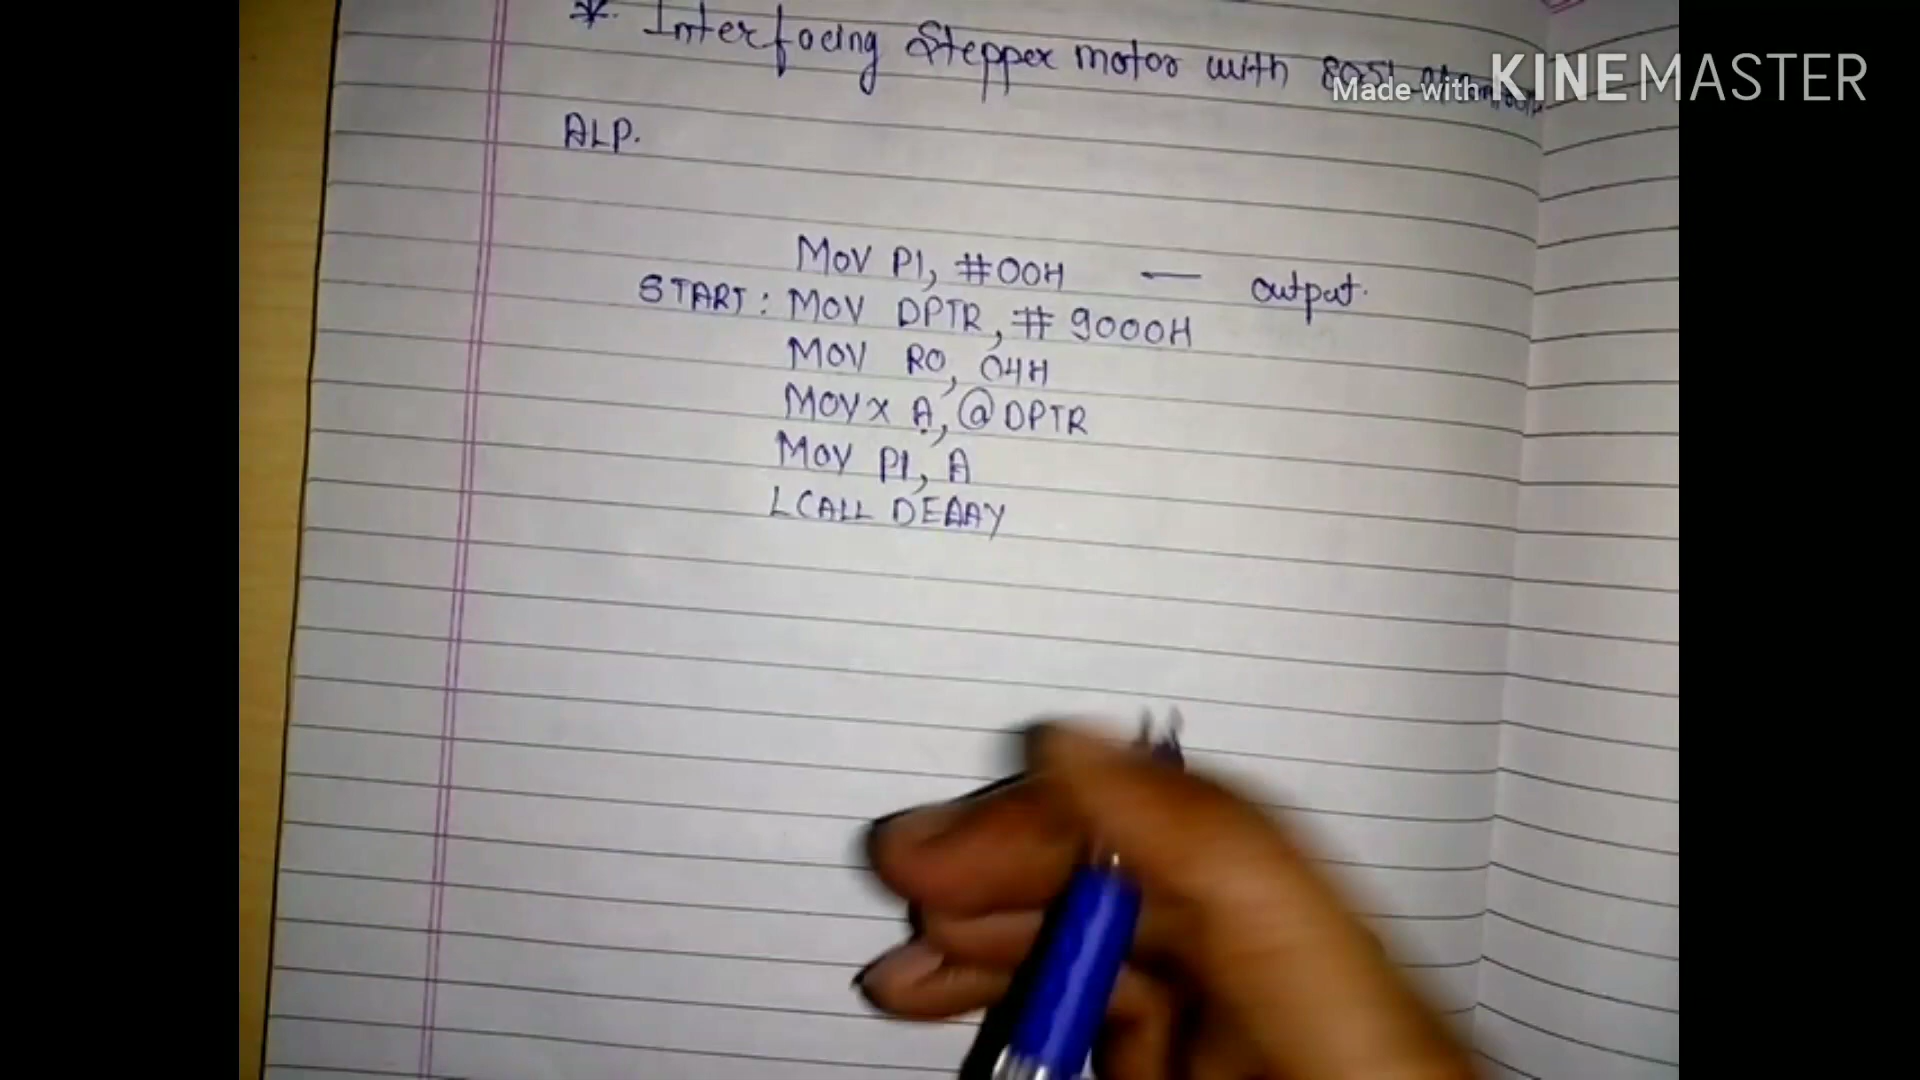 * Interfacing Stepper motor with 8051
Made with KINEMASTER
ALP.
MOV P1, #00H — output.
START: MOV DPTR, # 9000H
MOV R0, 04H
MOVX A, @DPTR
MOV P1, A
LCALL DEAAY